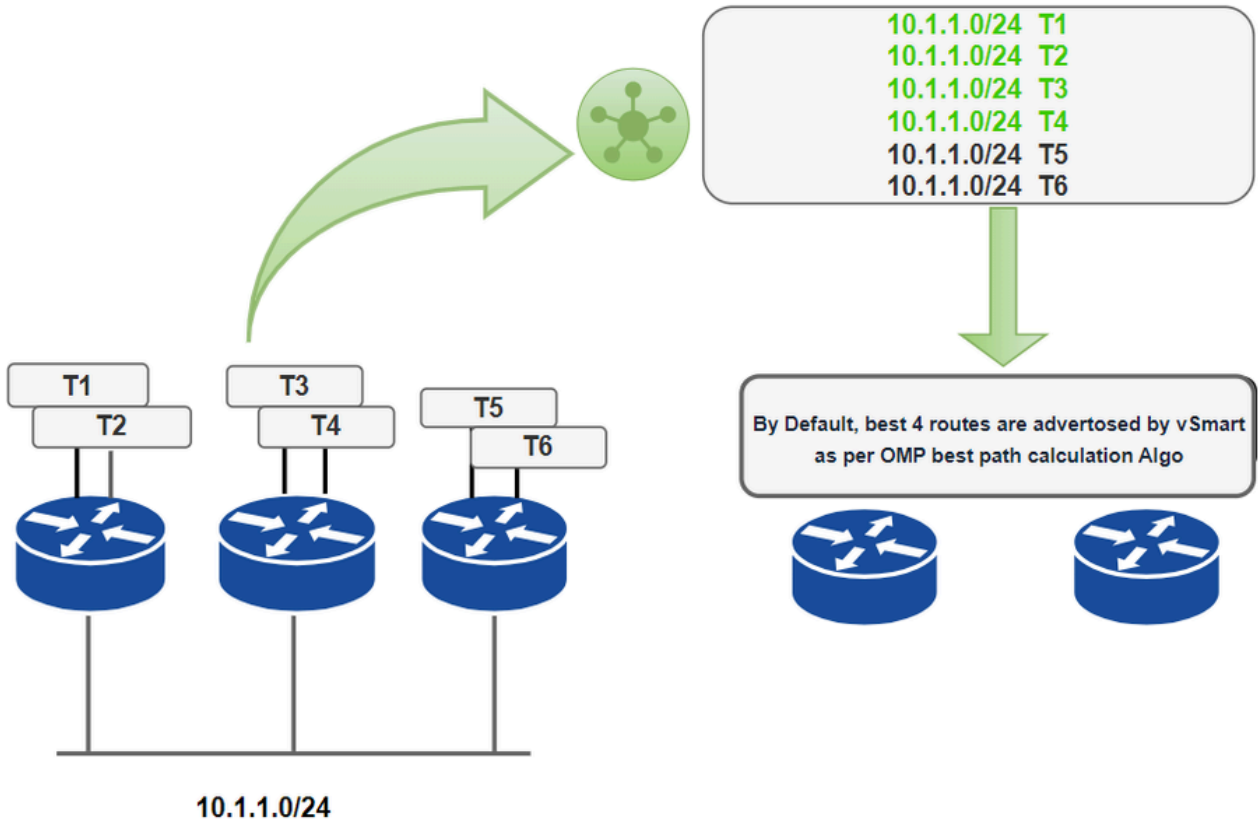 10.1.1.0/24 T1
10.1.1.0/24 T2
10.1.1.0/24 T3
10.1.1.0/24 T4
10.1.1.0/24 T5
10.1.1.0/24 T6
T1
T2
T3
T4
T5
T6
By Default, best 4 routes are advertosed by vSmart
as per OMP best path calculation Algo
10.1.1.0/24